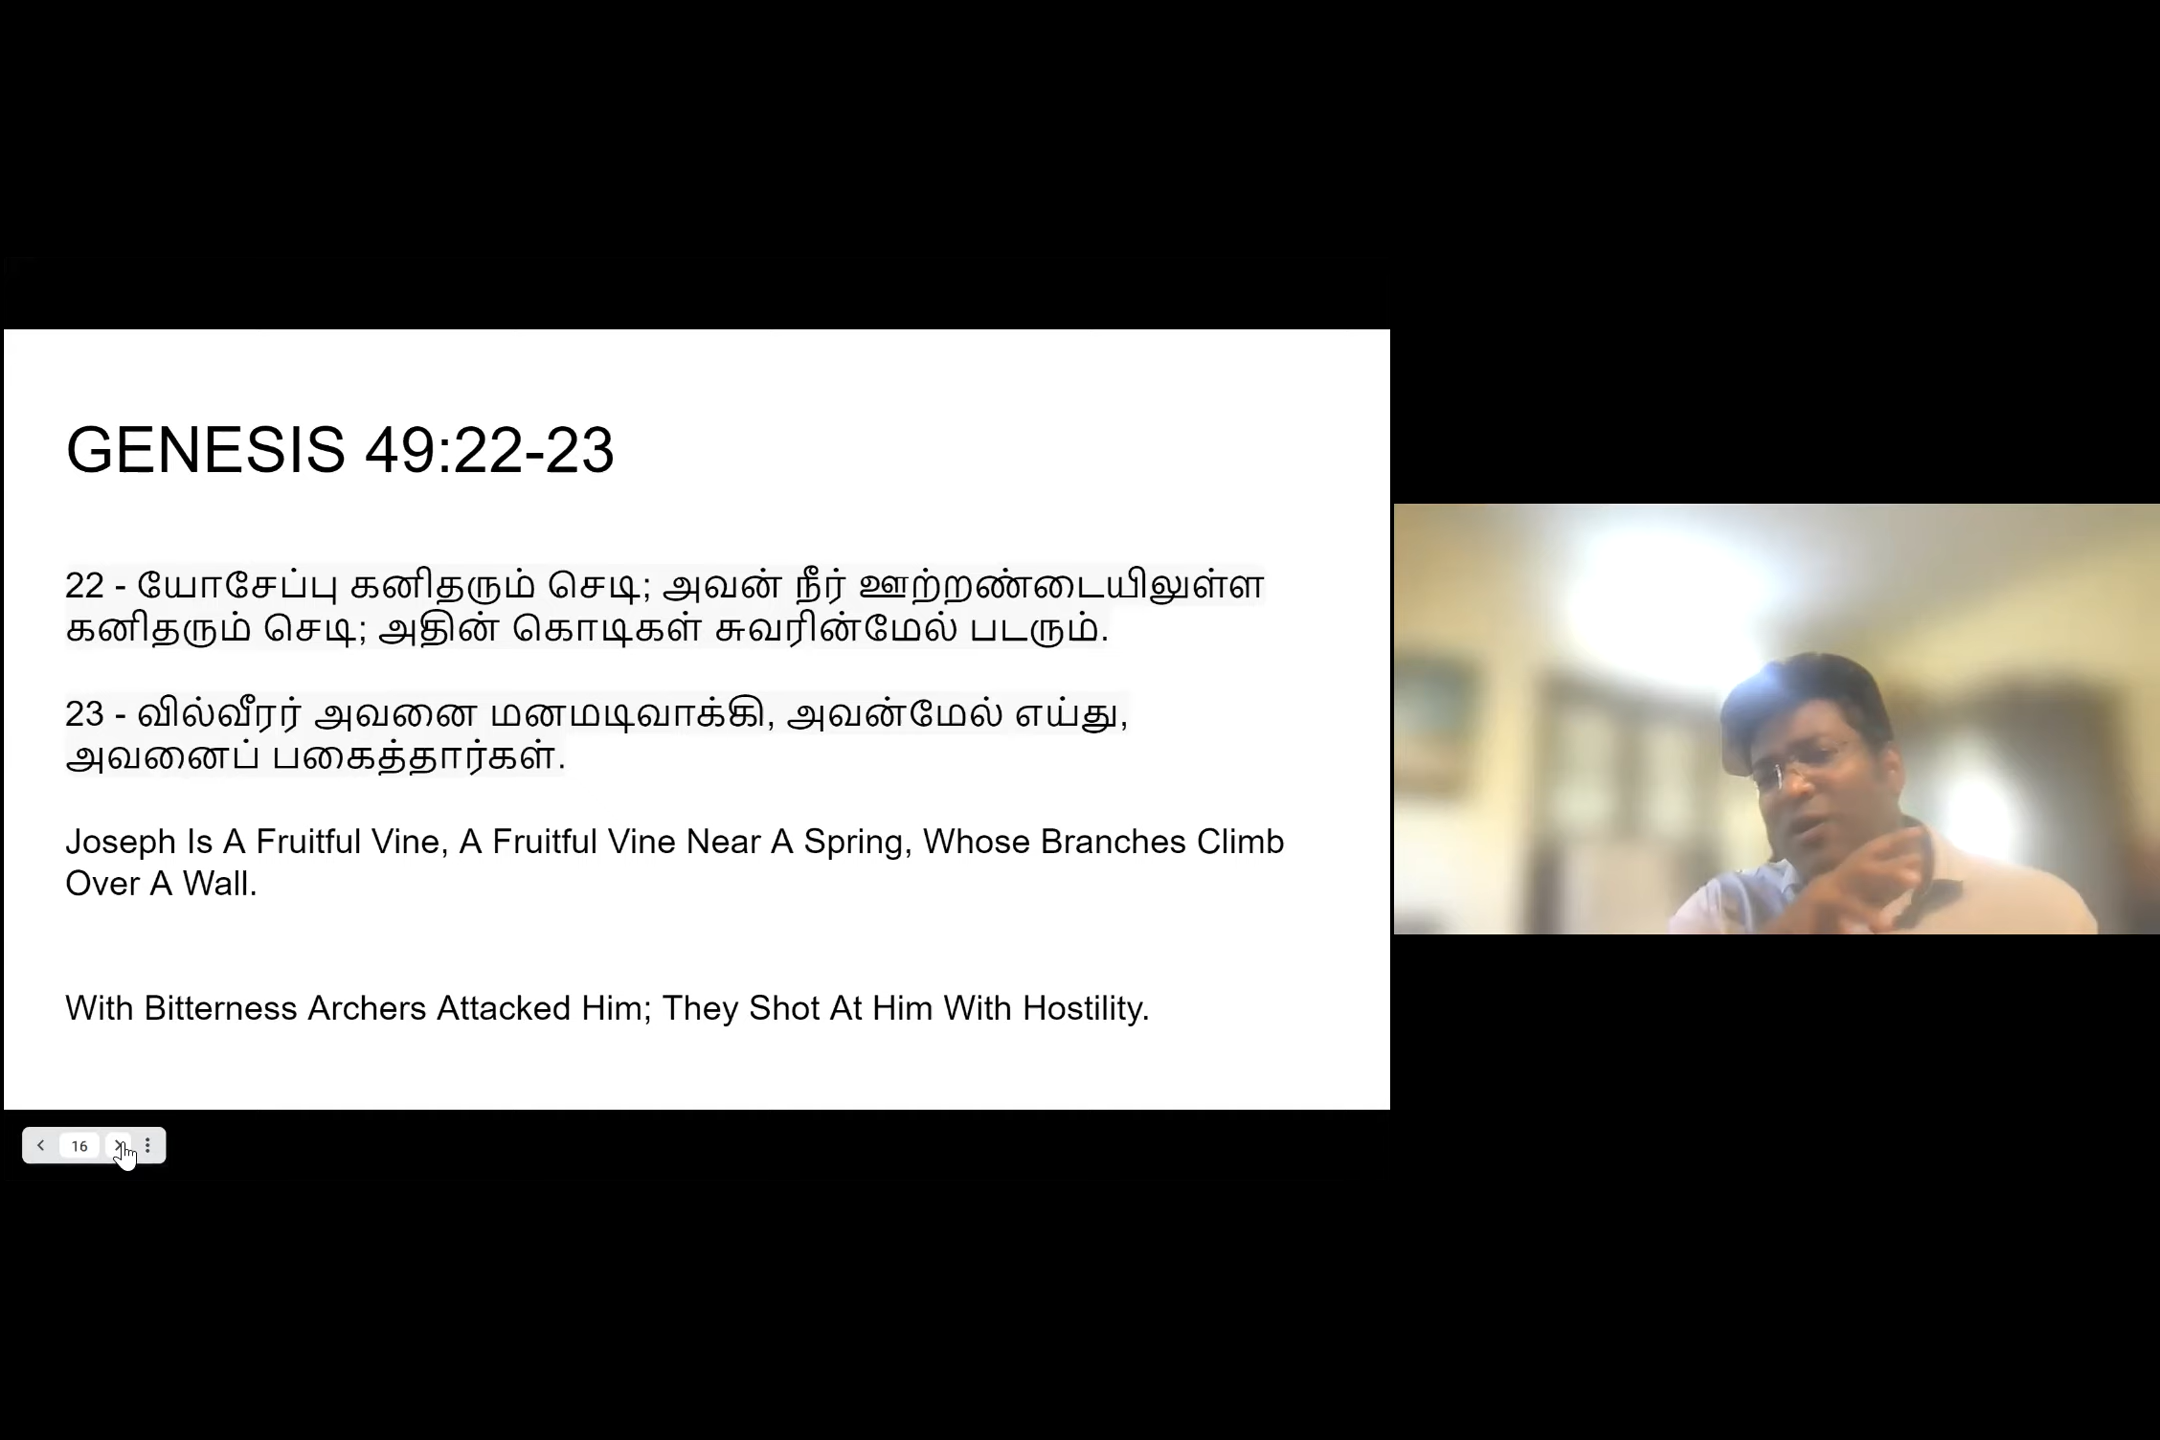 GENESIS 49:22-23
22 - யோசேப்பு கனிதரும் செடி; அவன் நீர் ஊற்றண்டையிலுள்ள
கனிதரும் செடி; அதின் கொடிகள் சுவரின்மேல் படரும்.
23 - வில்வீரர் அவனை மனமடிவாக்கி, அவன்மேல் எய்து,
அவனைப் பகைத்தார்கள்.
Joseph Is A Fruitful Vine, A Fruitful Vine Near A Spring, Whose Branches Climb
Over A Wall.
With Bitterness Archers Attacked Him; They Shot At Him With Hostility.
16